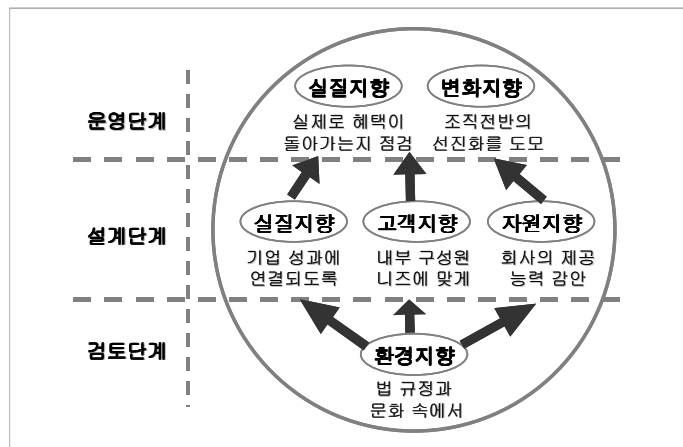 실질지향
변화지향
운영단계
실제로 혜택이
돌아가는지 점검
조직전반의
선진화를 도모
실질지향
고객지향
자원지향
설계단계
기업 성과에
연결되도록
내부 구성원
니즈에 맞게
회사의 제공
능력 감안
검토단계
환경지향
법 규정과
문화 속에서